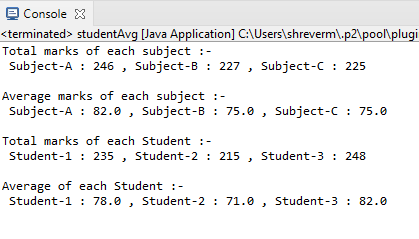 Console
<terminated> studentAvg [Java Application] C:\Users\shreverm\.p2\pool\plugi
Total marks of each subject :-
Subject-A : 246 , Subject-B : 227 , Subject-C : 225
Average marks of each subject :-
Subject-A : 82.0 , Subject-B : 75.0 , Subject-C : 75.0
Total marks of each Student :-
Student-1 : 235 , Student-2 : 215 , Student-3 : 248
Average of each Student :-
Student-1 : 78.0 , Student-2 : 71.0 , Student-3 : 82.0